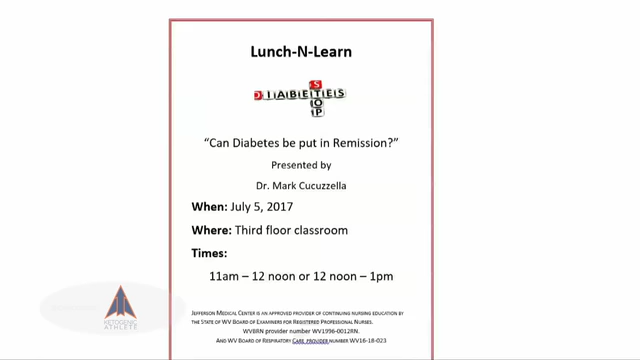 Lunch-N-Learn
DIABETES
STOP
“Can Diabetes be put in Remission?”
Presented by
Dr. Mark Cucuzzella
When: July 5, 2017
Where: Third floor classroom
Times:
11am – 12 noon or 12 noon – 1pm
JEFFERSON MEDICAL CENTER IS AN APPROVED PROVIDER OF CONTINUING NURSING EDUCATION BY
THE STATE OF WV BOARD OF EXAMINERS FOR REGISTERED PROFESSIONAL NURSES.
WVBRN PROVIDER NUMBER WV1996-0012RN.
AND WV BOARD OF RESPIRATORY CARE, PROVIDER NUMBER WV16-18-023
KETOGENIC
ATHLETE